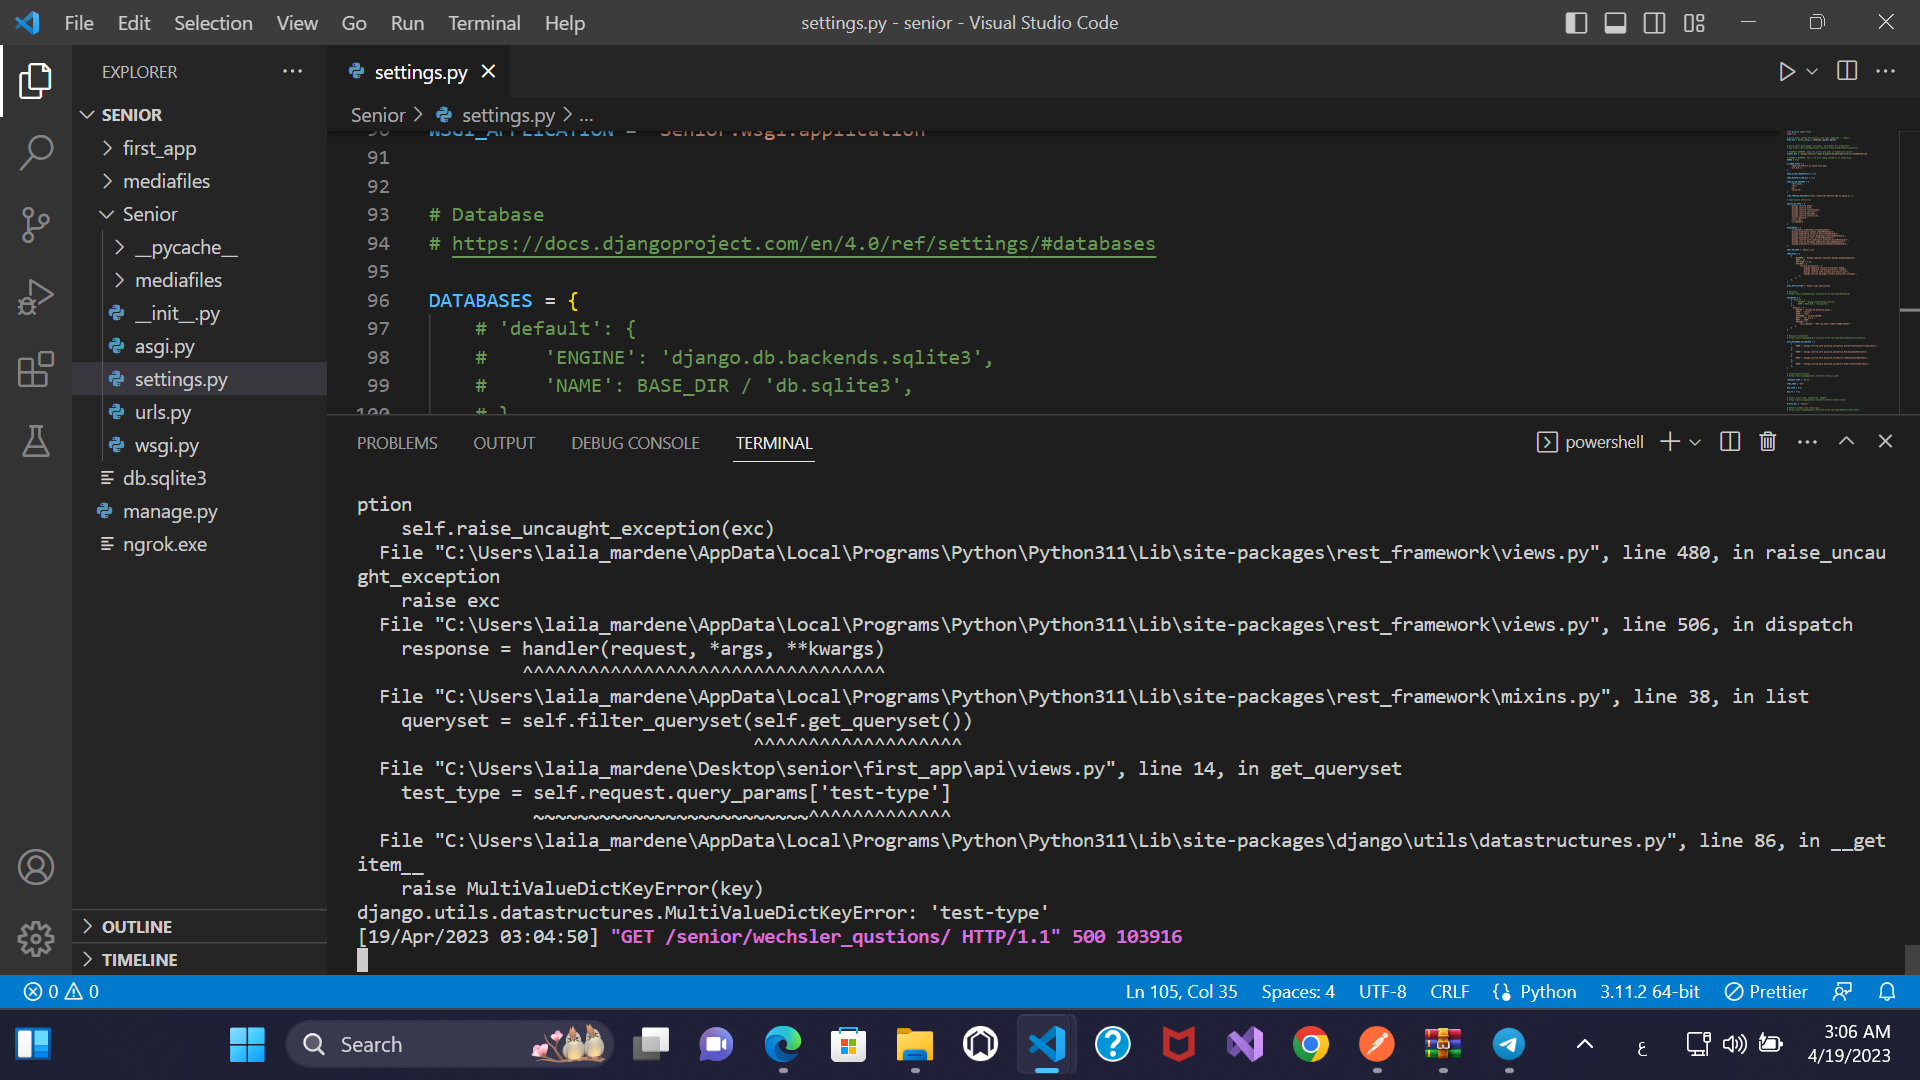 File Edit Selection View Go Run Terminal Help
settings.py - senior - Visual Studio Code
EXPLORER
SENIOR
first_app
mediafiles
Senior
__pycache__
mediafiles
__init__.py
asgi.py
settings.py
urls.py
wsgi.py
db.sqlite3
manage.py
ngrok.exe
OUTLINE
TIMELINE
settings.py
Senior > settings.py > ...
90 WSGI_APPLICATION = 'Senior.wsgi.application'
91
92
93 # Database
94 # https://docs.djangoproject.com/en/4.0/ref/settings/#databases
95
96 DATABASES = {
97 # 'default': {
98 # 'ENGINE': 'django.db.backends.sqlite3',
99 # 'NAME': BASE_DIR / 'db.sqlite3',
100 # }
PROBLEMS OUTPUT DEBUG CONSOLE TERMINAL
powershell
ption
self.raise_uncaught_exception(exc)
File "C:\Users\laila_mardene\AppData\Local\Programs\Python\Python311\Lib\site-packages\rest_framework\views.py", line 480, in raise_uncau
ght_exception
raise exc
File "C:\Users\laila_mardene\AppData\Local\Programs\Python\Python311\Lib\site-packages\rest_framework\views.py", line 506, in dispatch
response = handler(request, *args, **kwargs)
^^^^^^^^^^^^^^^^^^^^^^^^^^^^^^^^^
File "C:\Users\laila_mardene\AppData\Local\Programs\Python\Python311\Lib\site-packages\rest_framework\mixins.py", line 38, in list
queryset = self.filter_queryset(self.get_queryset())
^^^^^^^^^^^^^^^^^^^
File "C:\Users\laila_mardene\Desktop\senior\first_app\api\views.py", line 14, in get_queryset
test_type = self.request.query_params['test-type']
~~~~~~~~~~~~~~~~~~~~~~~~~^^^^^^^^^^^^^
File "C:\Users\laila_mardene\AppData\Local\Programs\Python\Python311\Lib\site-packages\django\utils\datastructures.py", line 86, in __get
item__
raise MultiValueDictKeyError(key)
django.utils.datastructures.MultiValueDictKeyError: 'test-type'
[19/Apr/2023 03:04:50] "GET /senior/wechsler_qustions/ HTTP/1.1" 500 103916
0 0
Ln 105, Col 35 Spaces: 4 UTF-8 CRLF Python 3.11.2 64-bit Prettier
Search
ع
3:06 AM
4/19/2023